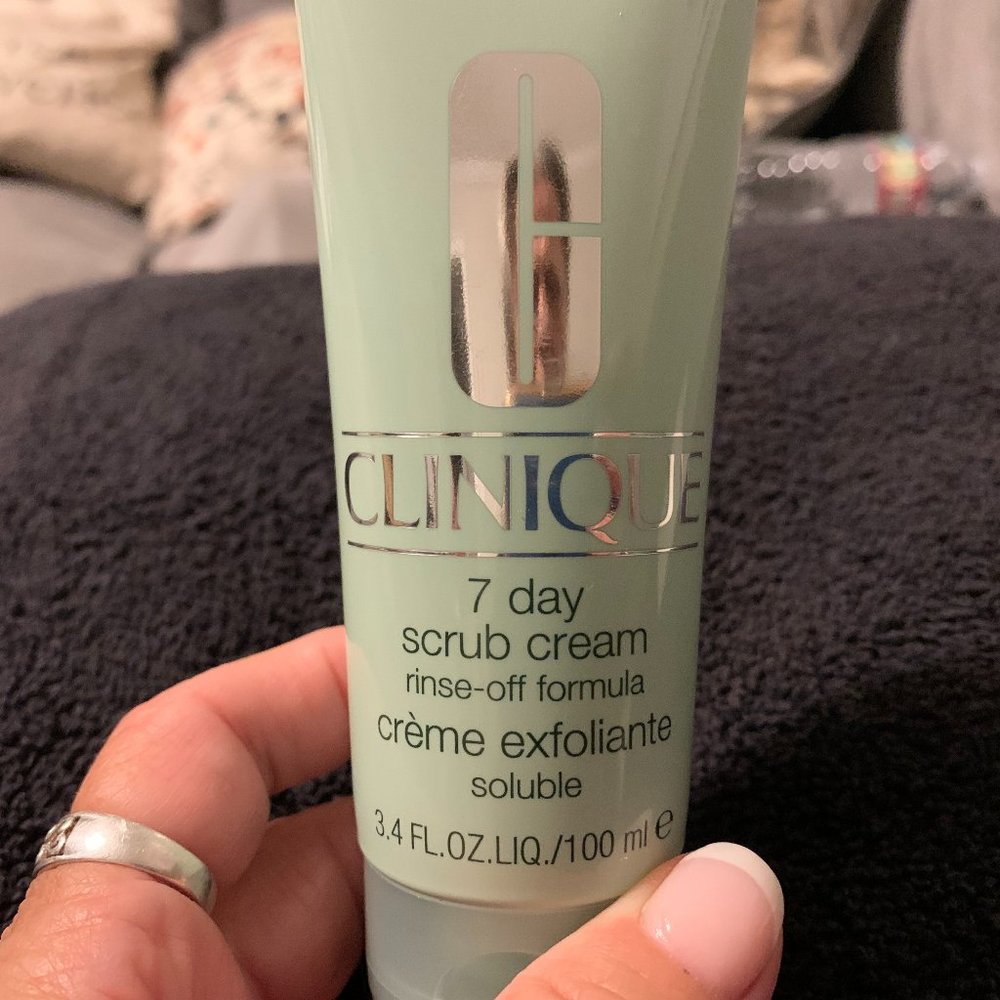 CLINIQUE
7 day
scrub cream
rinse-off formula
crème exfoliante
soluble
3.4 FL.OZ.LIQ./100 ml ℮